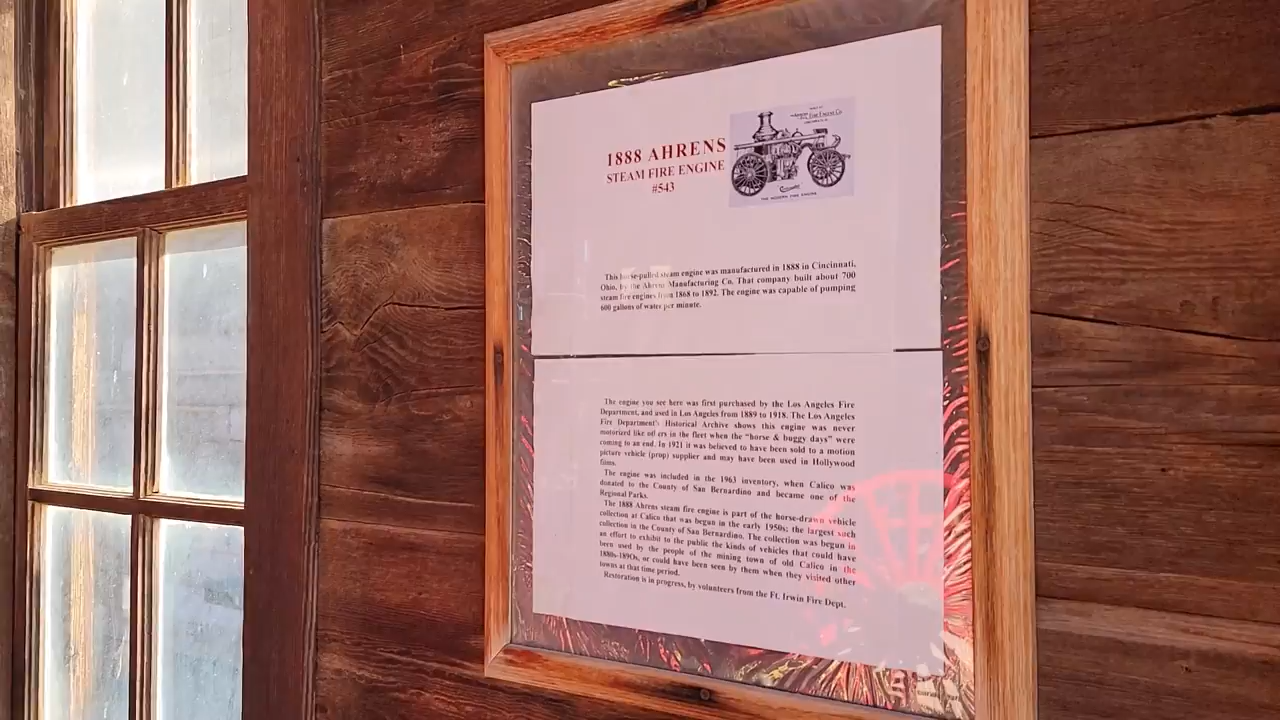 1888 AHRENS
STEAM FIRE ENGINE
#543
BUILT BY
AHRENS FIRE ENGINE CO.
CINCINNATI, O.
THE MODERN FIRE ENGINE
This horse-pulled steam engine was manufactured in 1888 in Cincinnati,
Ohio, by the Ahrens Manufacturing Co. That company built about 700
steam fire engines from 1868 to 1892. The engine was capable of pumping
600 gallons of water per minute.
The engine you see here was first purchased by the Los Angeles Fire
Department, and used in Los Angeles from 1889 to 1918. The Los Angeles
Fire Department's Historical Archive shows this engine was never
motorized like others in the fleet when the "horse & buggy days" were
coming to an end. In 1921 it was believed to have been sold to a motion
picture vehicle (prop) supplier and may have been used in Hollywood
films.
The engine was included in the 1963 inventory, when Calico was
donated to the County of San Bernardino and became one of the
Regional Parks.
The 1888 Ahrens steam fire engine is part of the horse-drawn vehicle
collection at Calico that was begun in the early 1950s; the largest such
collection in the County of San Bernardino. The collection was begun in
an effort to exhibit to the public the kinds of vehicles that could have
been used by the people of the mining town of old Calico in the
1880s-1890s, or could have been seen by them when they visited other
towns at that time period.
Restoration is in progress, by volunteers from the Ft. Irwin Fire Dept.